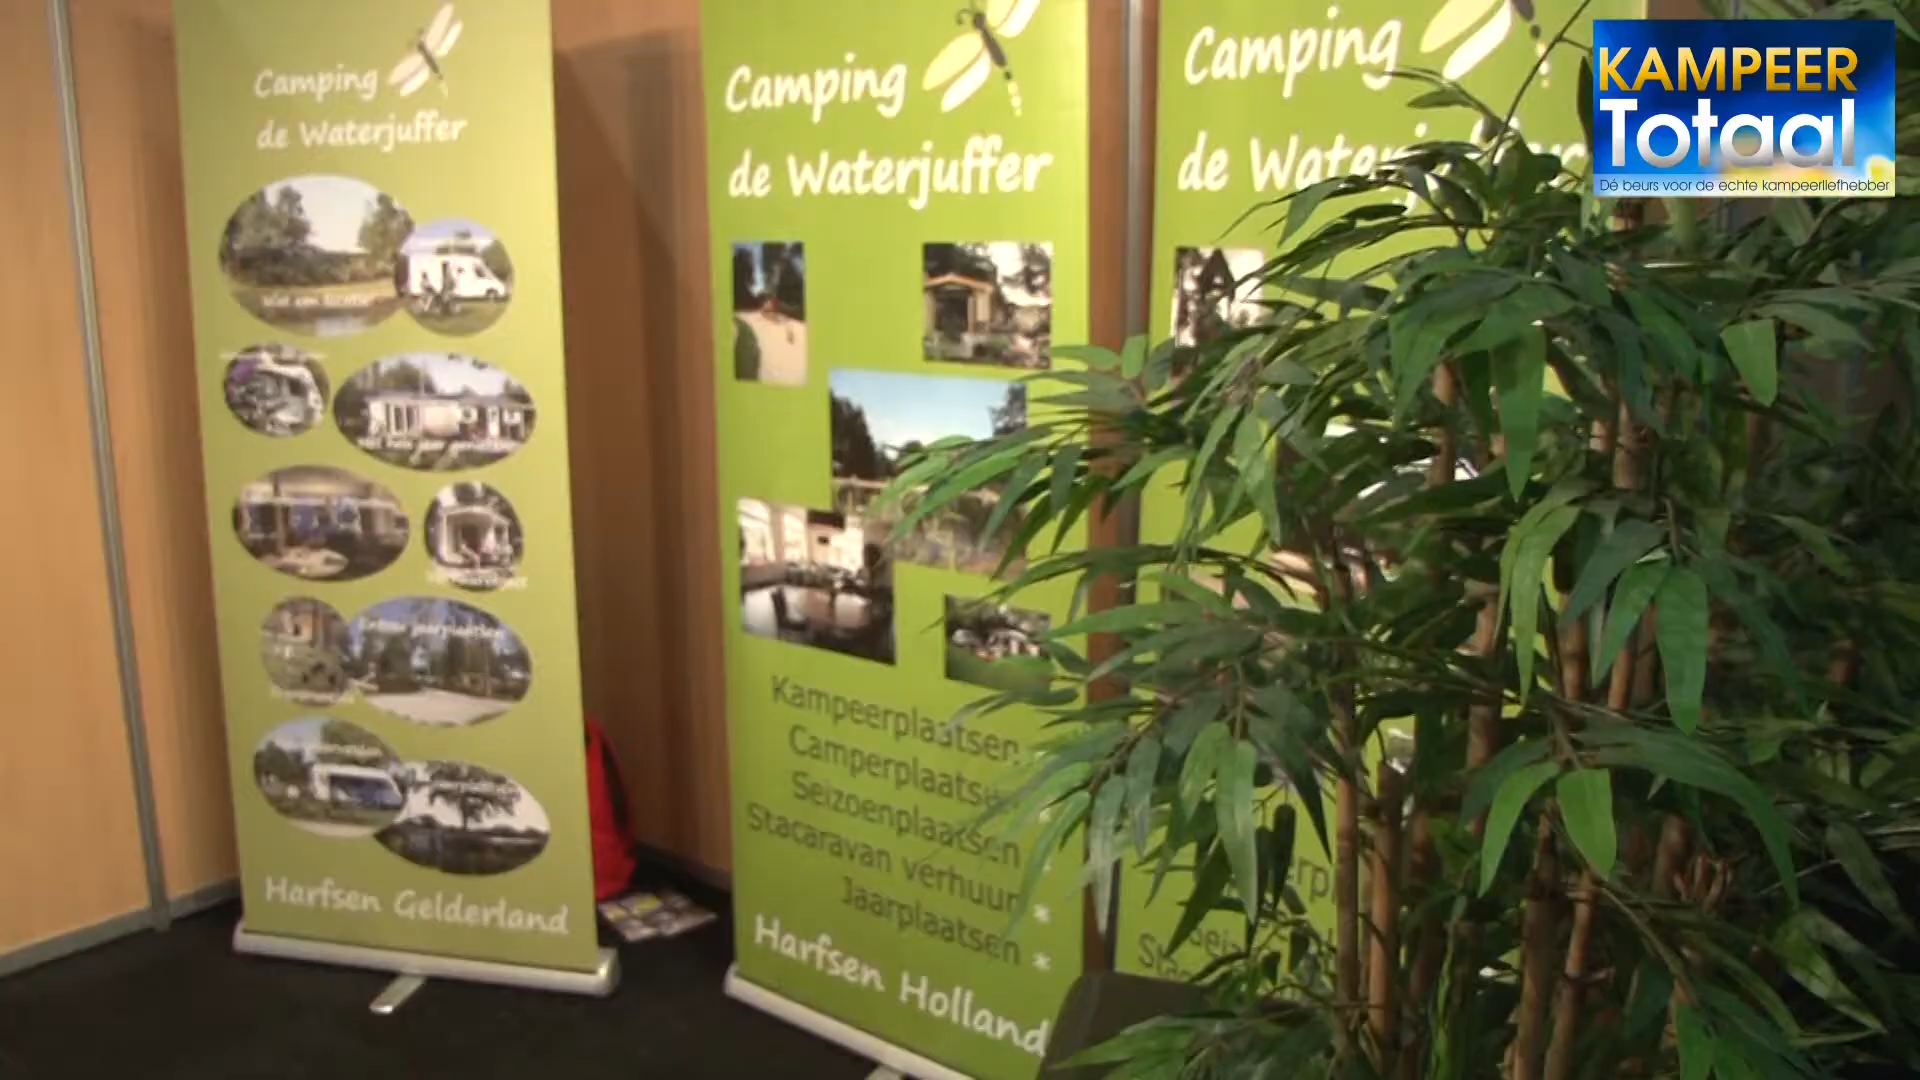 Camping
de Waterjuffer
Harfsen Gelderland
Camping
de Waterjuffer
Kampeerplaatsen
Camperplaatsen
Seizoenplaatsen
Stacaravan verhuur *
Jaarplaatsen *
Harfsen Holland
Camping
de
KAMPEER
Totaal
Dé beurs voor de echte kampeerliefhebber